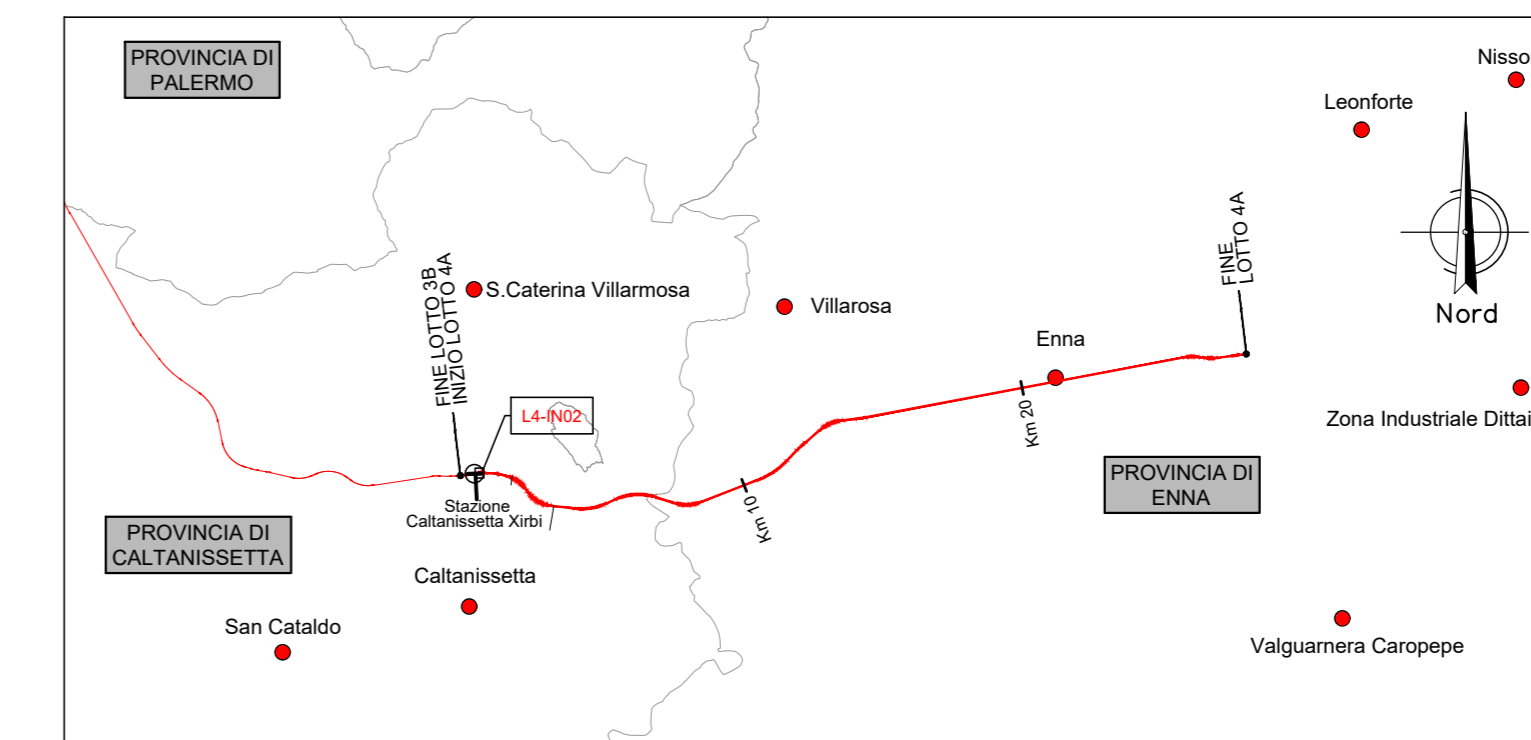 PROVINCIA DI
PALERMO
Nisso
Leonforte
Nord
FINE LOTTO 3B
INIZIO LOTTO 4A
S.Caterina Villarmosa
Villarosa
FINE
LOTTO 4A
Enna
L4-IN02
Km 20
Zona Industriale Dittai
Stazione
Caltanissetta Xirbi
Km 10
PROVINCIA DI
ENNA
PROVINCIA DI
CALTANISSETTA
Caltanissetta
San Cataldo
Valguarnera Caropepe